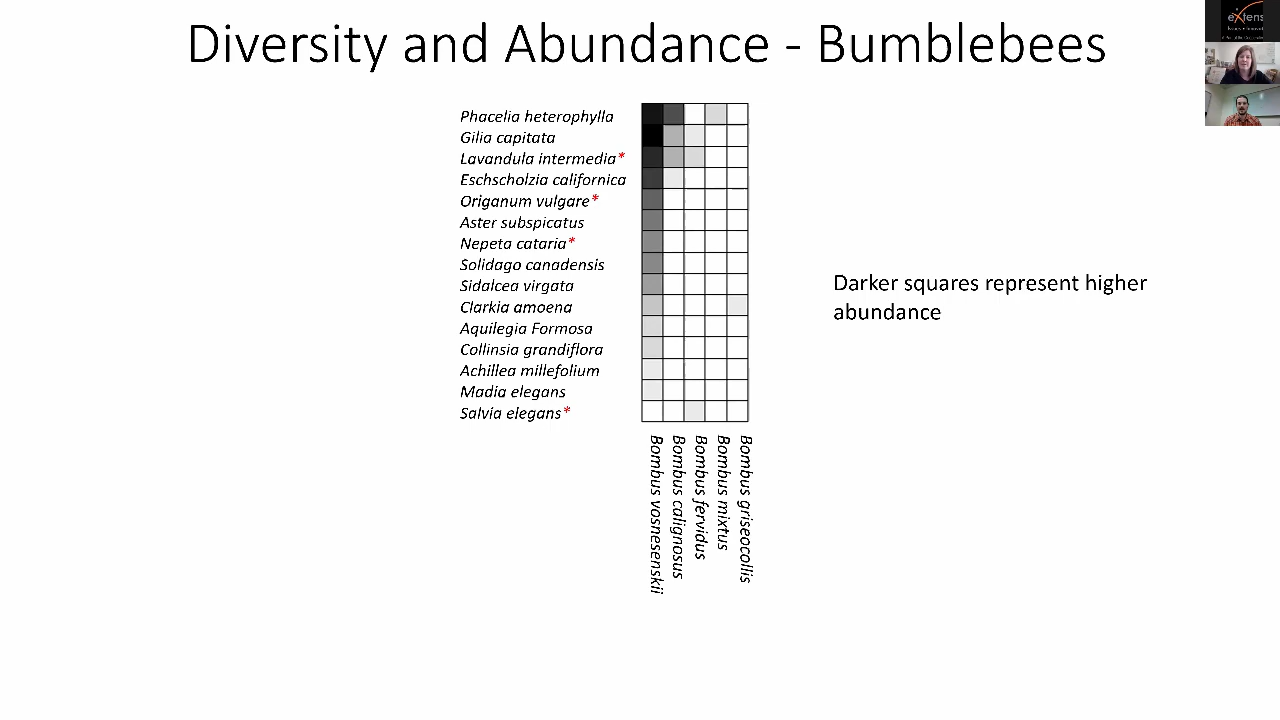 Diversity and Abundance - Bumblebees
Phacelia heterophylla
Gilia capitata
Lavandula intermedia*
Eschscholzia californica
Origanum vulgare*
Aster subspicatus
Nepeta cataria*
Solidago canadensis
Sidalcea virgata
Clarkia amoena
Aquilegia Formosa
Collinsia grandiflora
Achillea millefolium
Madia elegans
Salvia elegans*
Darker squares represent higher
abundance
Bombus vosnesenskii
Bombus calignosus
Bombus fervidus
Bombus mixtus
Bombus griseocollis
eXtens